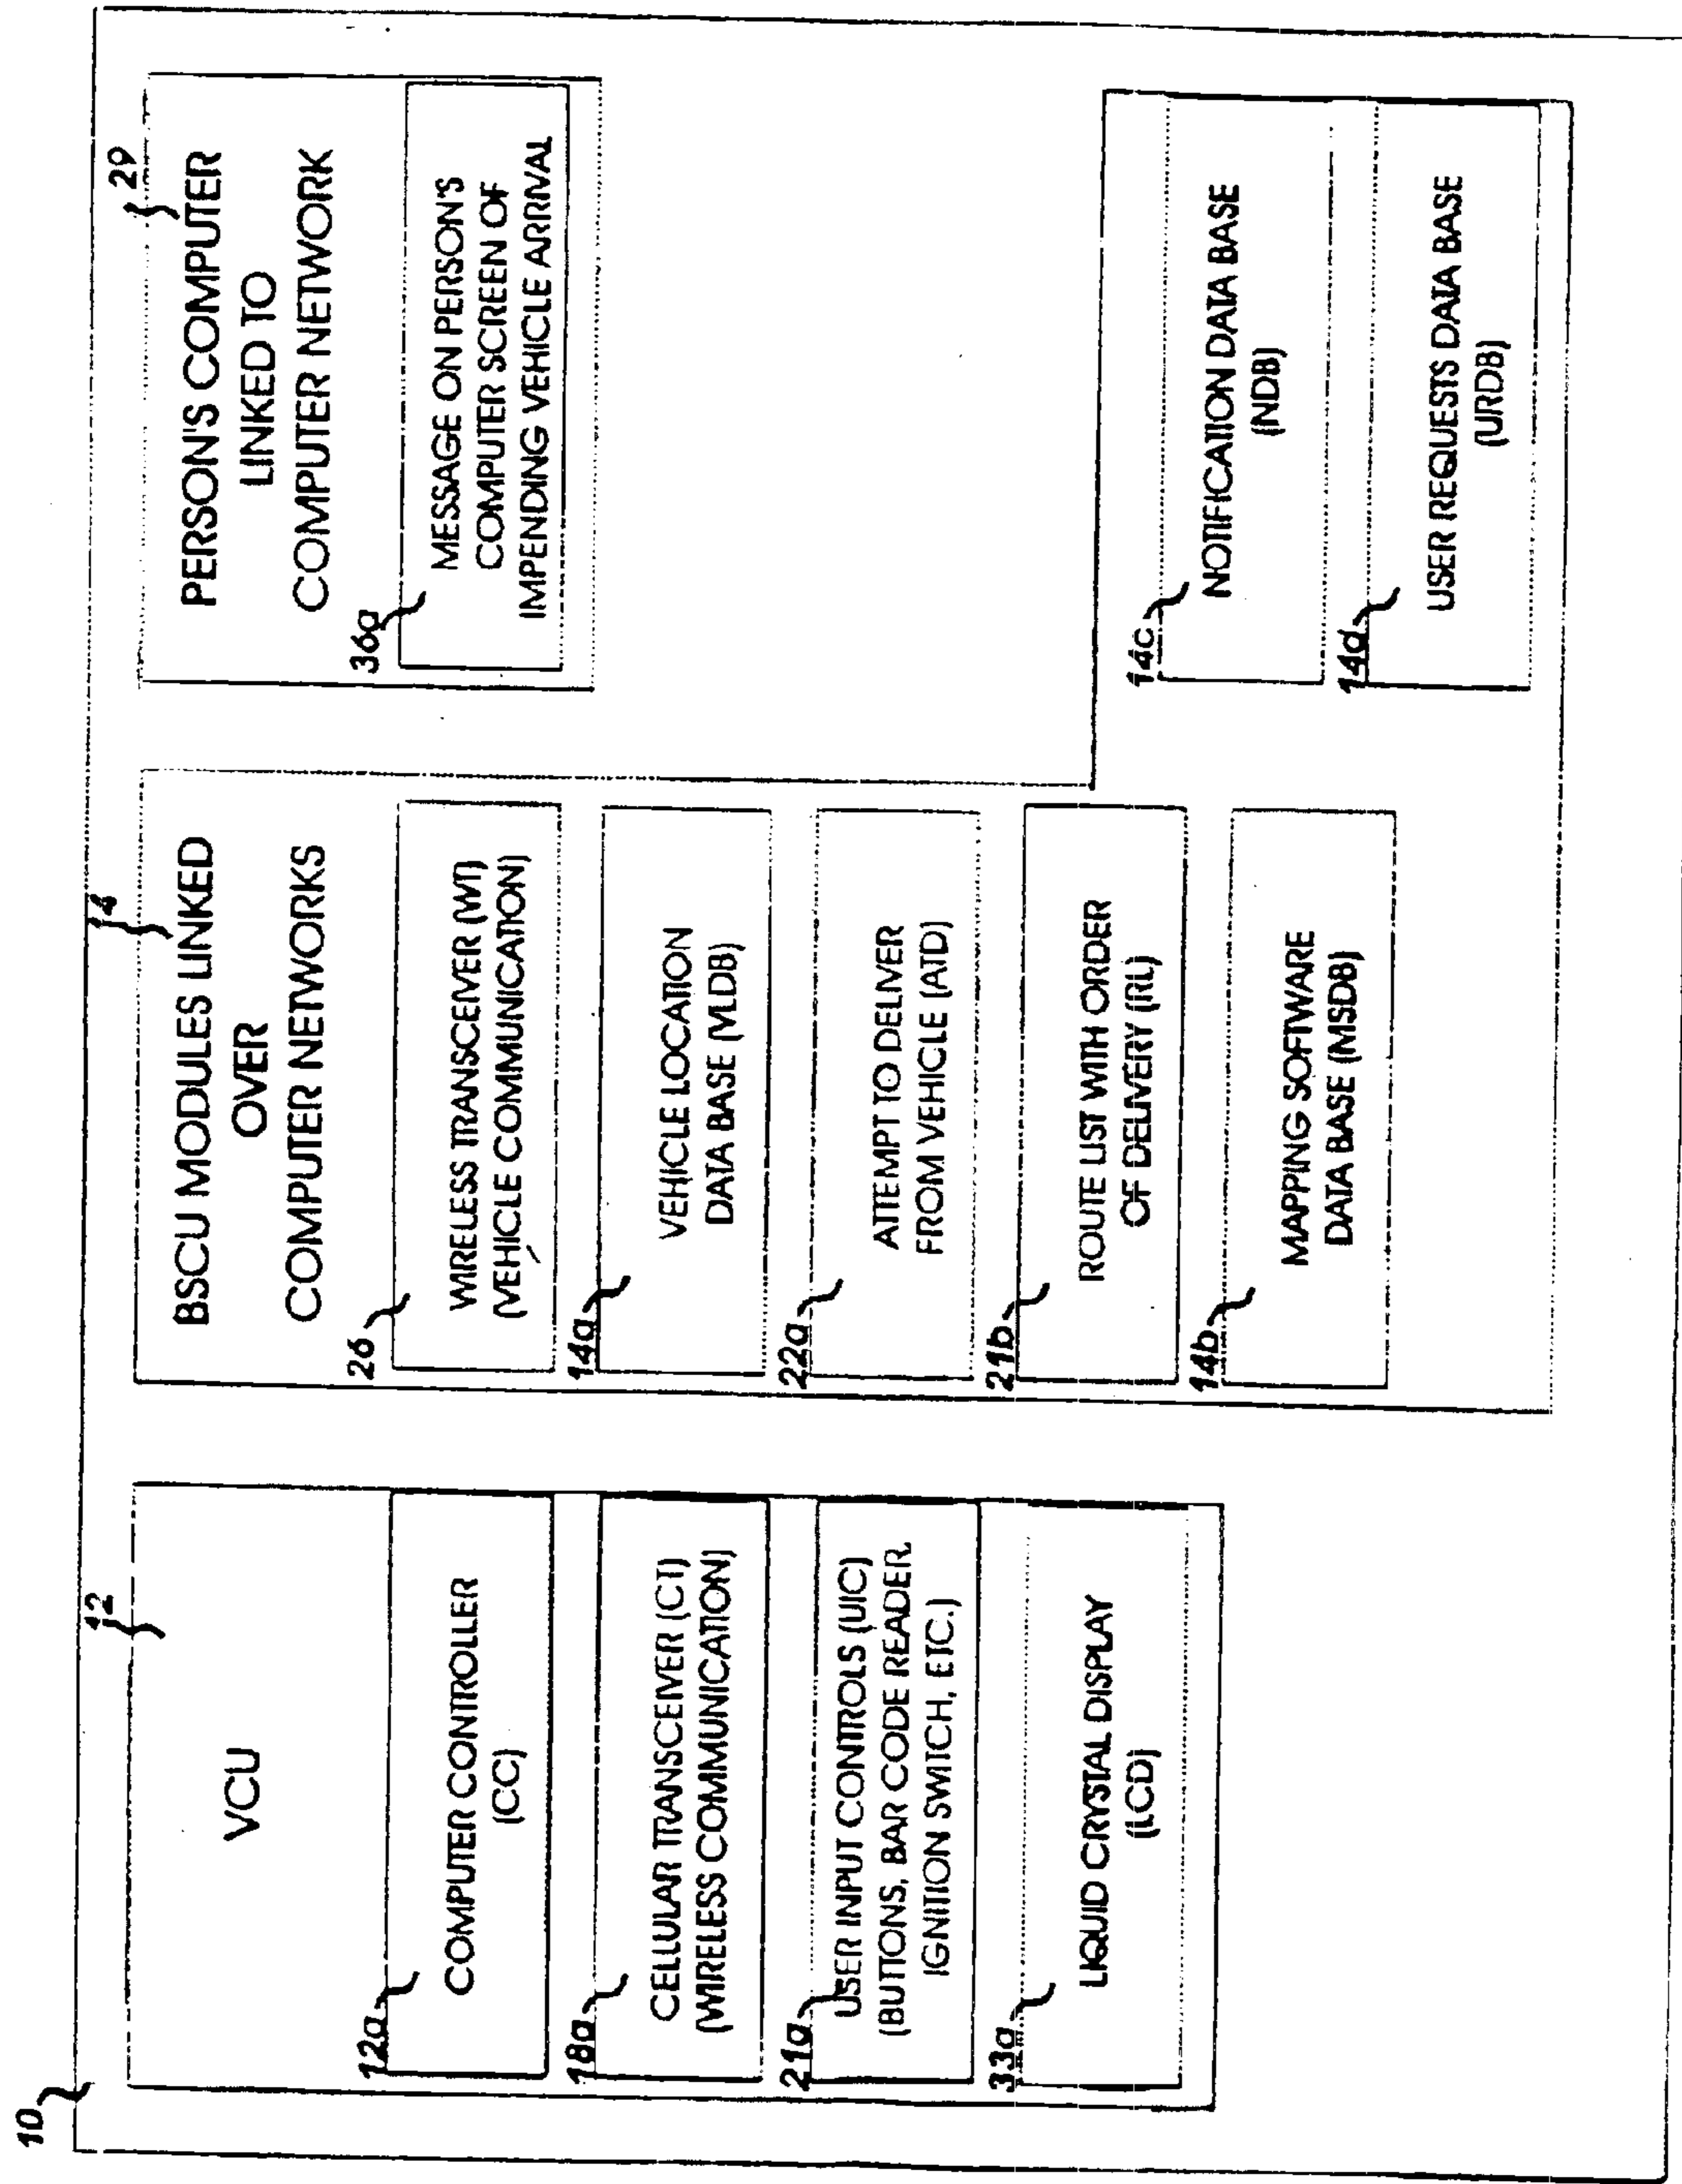 10
12
VCU
12a
COMPUTER CONTROLLER
(CC)
18a
CELLULAR TRANSCEIVER (CT)
(WIRELESS COMMUNICATION)
21a
USER INPUT CONTROLS (UIC)
(BUTTONS, BAR CODE READER,
IGNITION SWITCH, ETC.)
33a
LIQUID CRYSTAL DISPLAY
(LCD)
14
BSCU MODULES LINKED
OVER
COMPUTER NETWORKS
26
WIRELESS TRANSCEIVER (WT)
(VEHICLE COMMUNICATION)
14a
VEHICLE LOCATION
DATA BASE (VLDB)
22a
ATTEMPT TO DELIVER
FROM VEHICLE (ATD)
21b
ROUTE LIST WITH ORDER
OF DELIVERY (RL)
14b
MAPPING SOFTWARE
DATA BASE (MSDB)
29
PERSON'S COMPUTER
LINKED TO
COMPUTER NETWORK
36a
MESSAGE ON PERSON'S
COMPUTER SCREEN OF
IMPENDING VEHICLE ARRIVAL
14c
NOTIFICATION DATA BASE
(NDB)
14d
USER REQUESTS DATA BASE
(URDB)